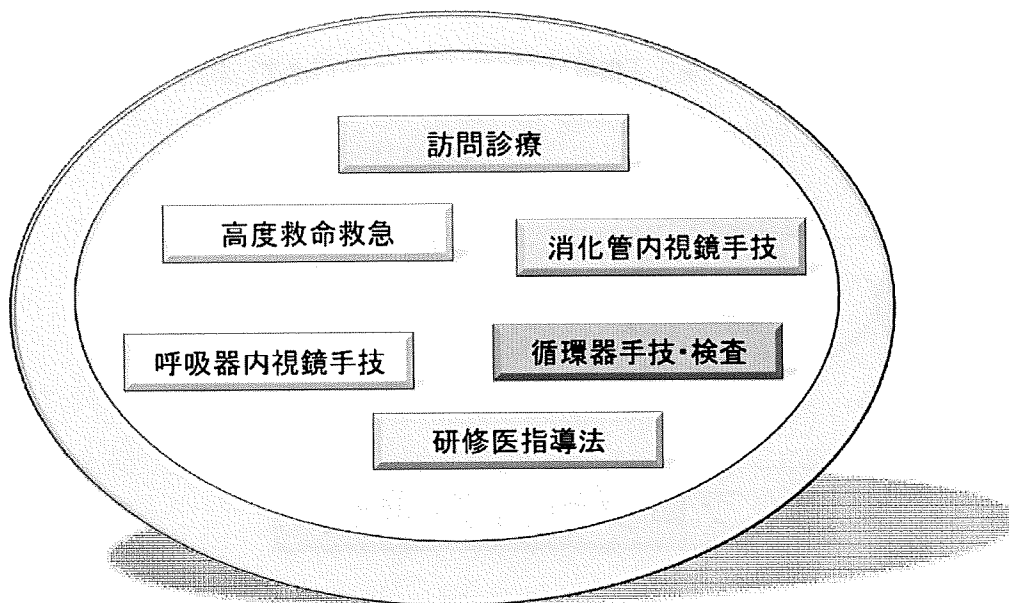 訪問診療
高度救命救急
消化管内視鏡手技
呼吸器内視鏡手技
循環器手技・検査
研修医指導法